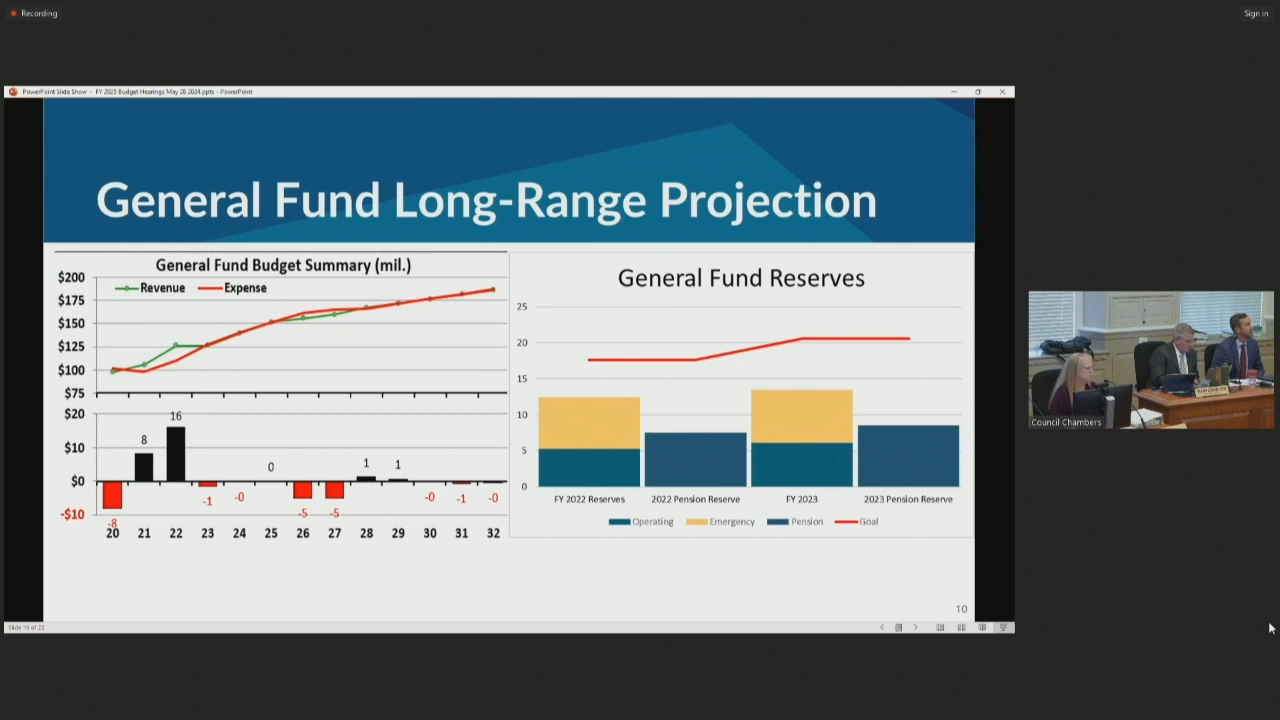 Recording
Sign in
PowerPoint Slide Show - FY 2025 Budget Hearings May 28 2024.pptx - PowerPoint
General Fund Long-Range Projection
General Fund Budget Summary (mil.)
$200
$175
$150
$125
$100
$75
Revenue
Expense
$20
$10
$0
-$10
-8
8
16
-1
-0
0
-5
-5
1
1
-0
-1
-0
20 21 22 23 24 25 26 27 28 29 30 31 32
General Fund Reserves
25
20
15
10
5
0
FY 2022 Reserves
2022 Pension Reserve
FY 2023
2023 Pension Reserve
Operating
Emergency
Pension
Goal
10
Slide 10 of 22
Council Chambers